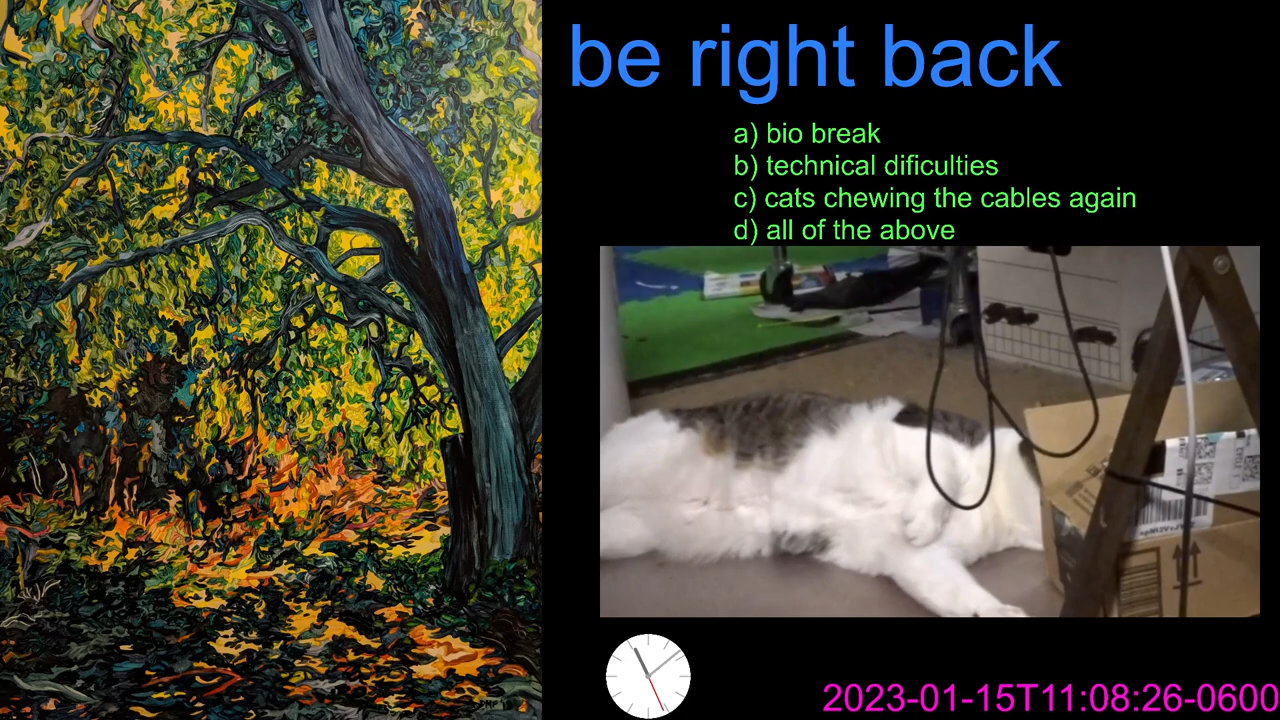 be right back
a) bio break
b) technical dificulties
c) cats chewing the cables again
d) all of the above
2023-01-15T11:08:26-0600